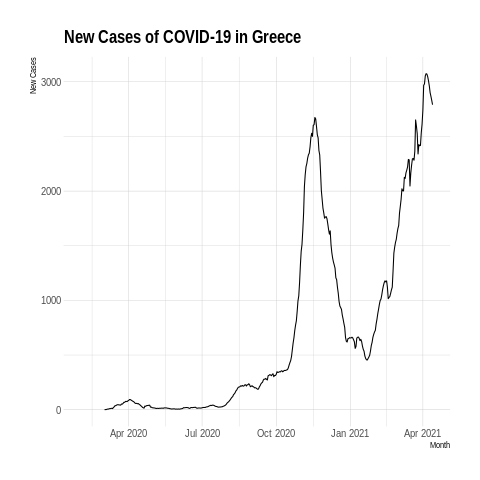 New Cases of COVID-19 in Greece
New Cases
3000
2000
1000
0
Apr 2020 Jul 2020 Oct 2020 Jan 2021 Apr 2021
Month